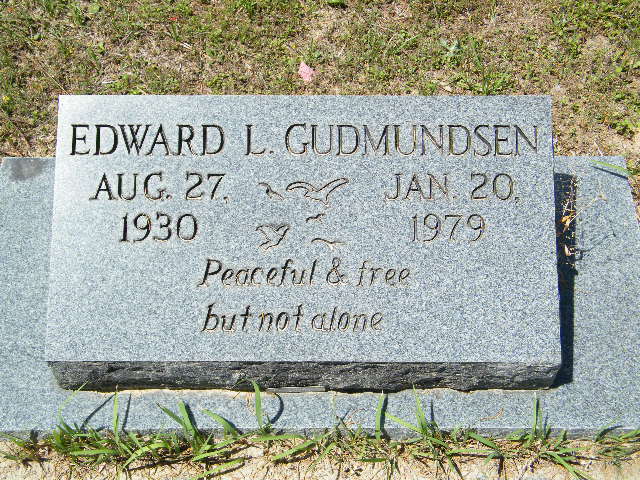 EDWARD L. GUDMUNDSEN
AUG. 27, JAN. 20,
1930 1979
Peaceful & free
but not alone